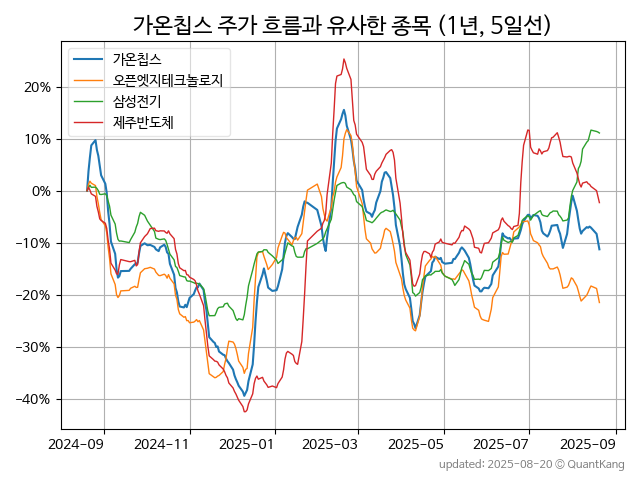 가온칩스 주가 흐름과 유사한 종목 (1년, 5일선)
가온칩스
오픈엣지테크놀로지
삼성전기
제주반도체
20%
10%
0%
−10%
−20%
−30%
−40%
2024-09 2024-11 2025-01 2025-03 2025-05 2025-07 2025-09
updated: 2025-08-20 © QuantKang